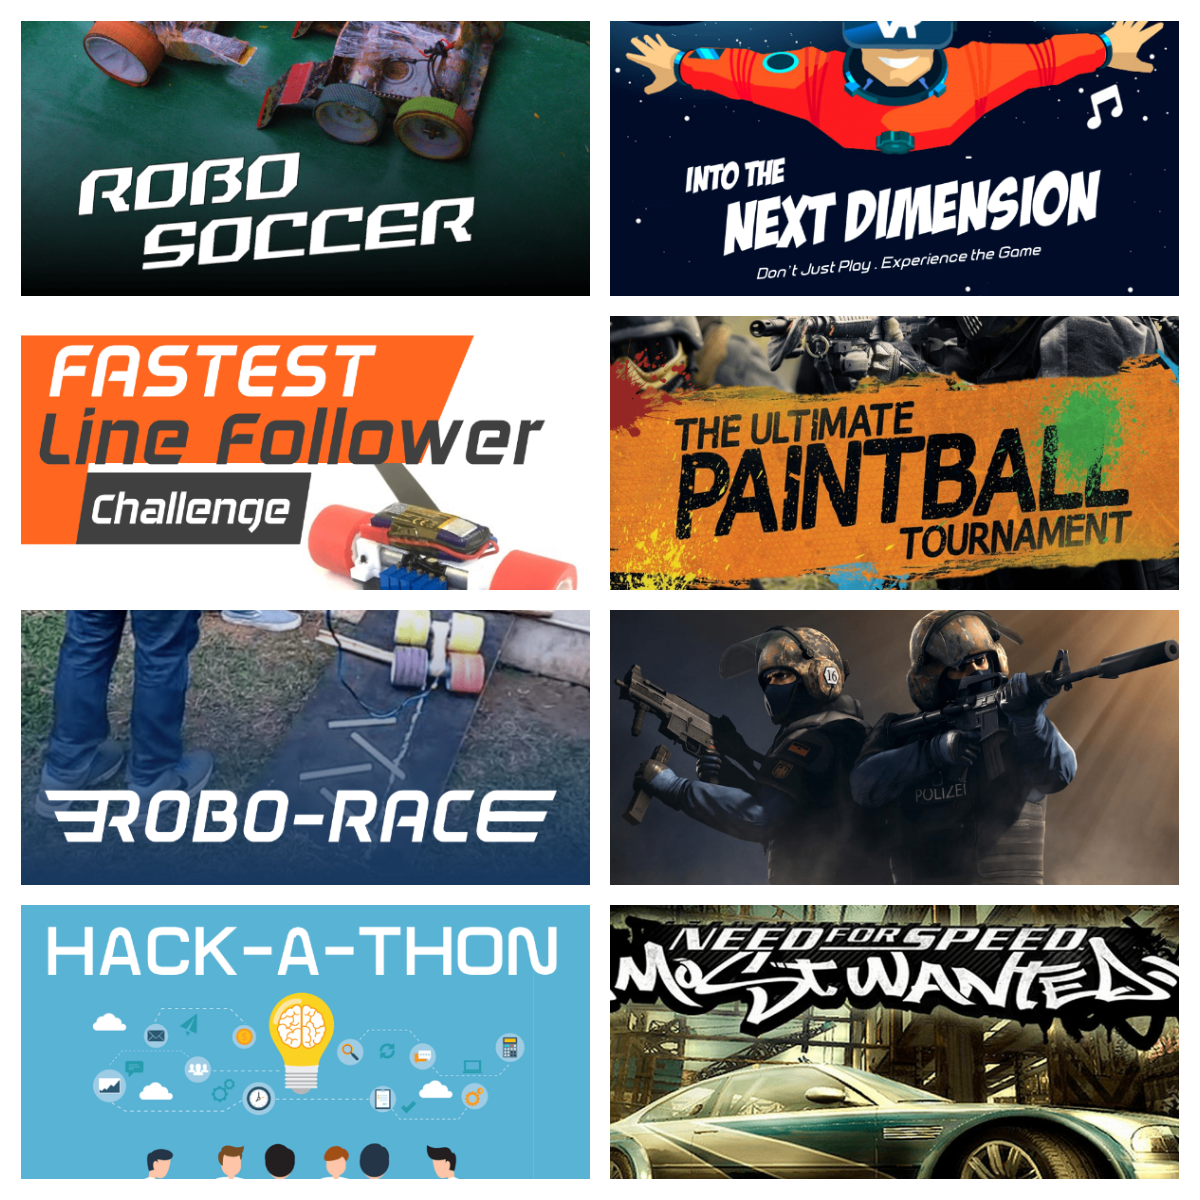 ROBO
SOCCER
VR
INTO THE
NEXT DIMENSION
Don't Just Play . Experience the Game
FASTEST
Line Follower
Challenge
THE ULTIMATE
PAINTBALL
TOURNAMENT
ROBO-RACE
16
POLIZEI
HACK-A-THON
NEED FOR SPEED
MOST WANTED